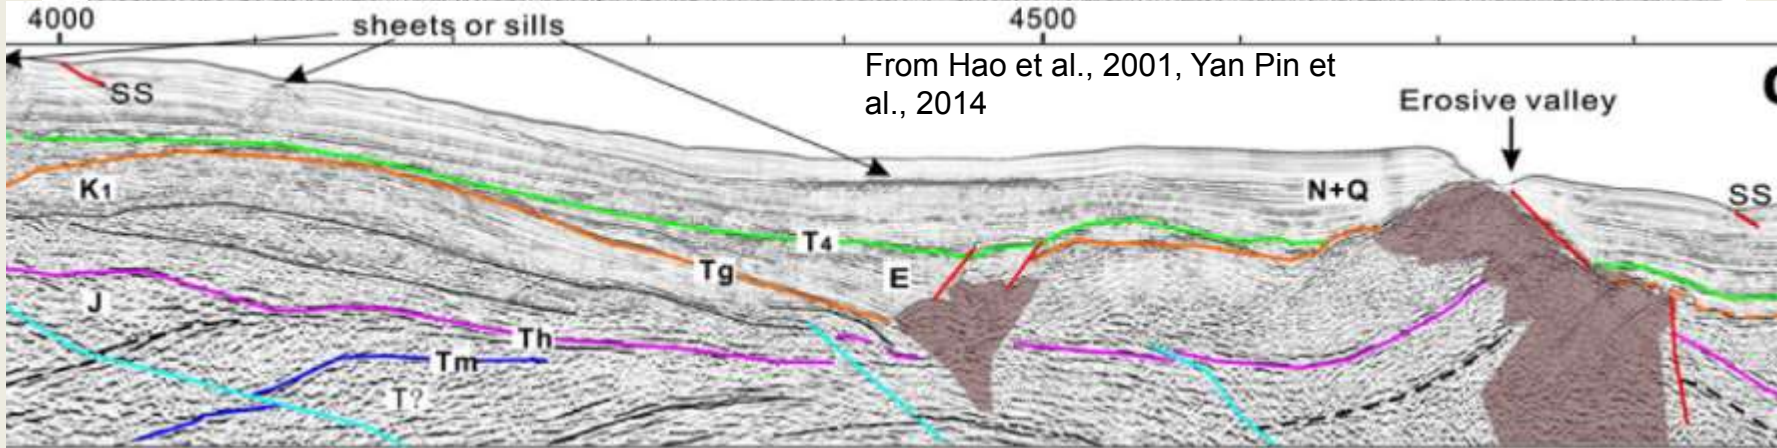 4000
4500
sheets or sills
From Hao et al., 2001, Yan Pin et
al., 2014
SS
Erosive valley
K1
N+Q
SS
T4
Tg
E
J
Th
Tm
T?